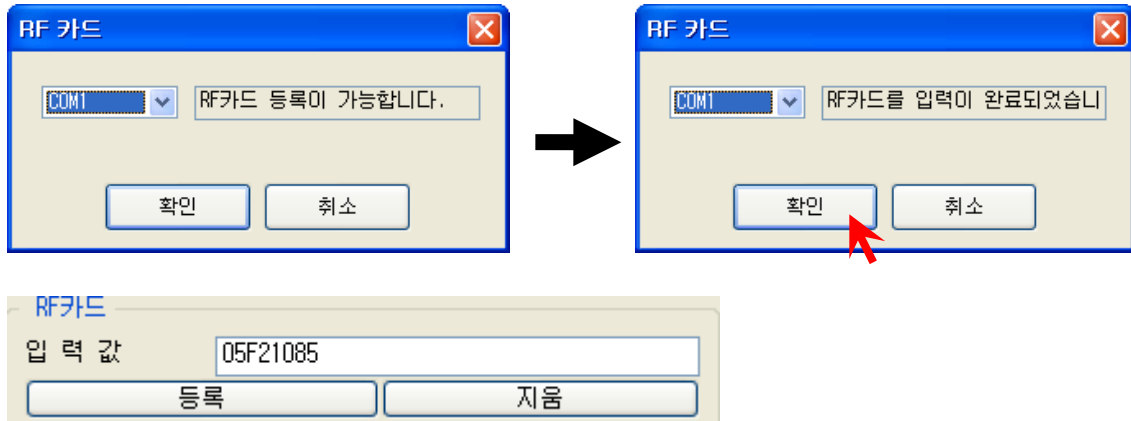 RF 카드
COM1 RF카드 등록이 가능합니다.
확인 취소
RF 카드
COM1 RF카드를 입력이 완료되었습니
확인 취소
RF카드
입 력 값 05F21085
등록 지움